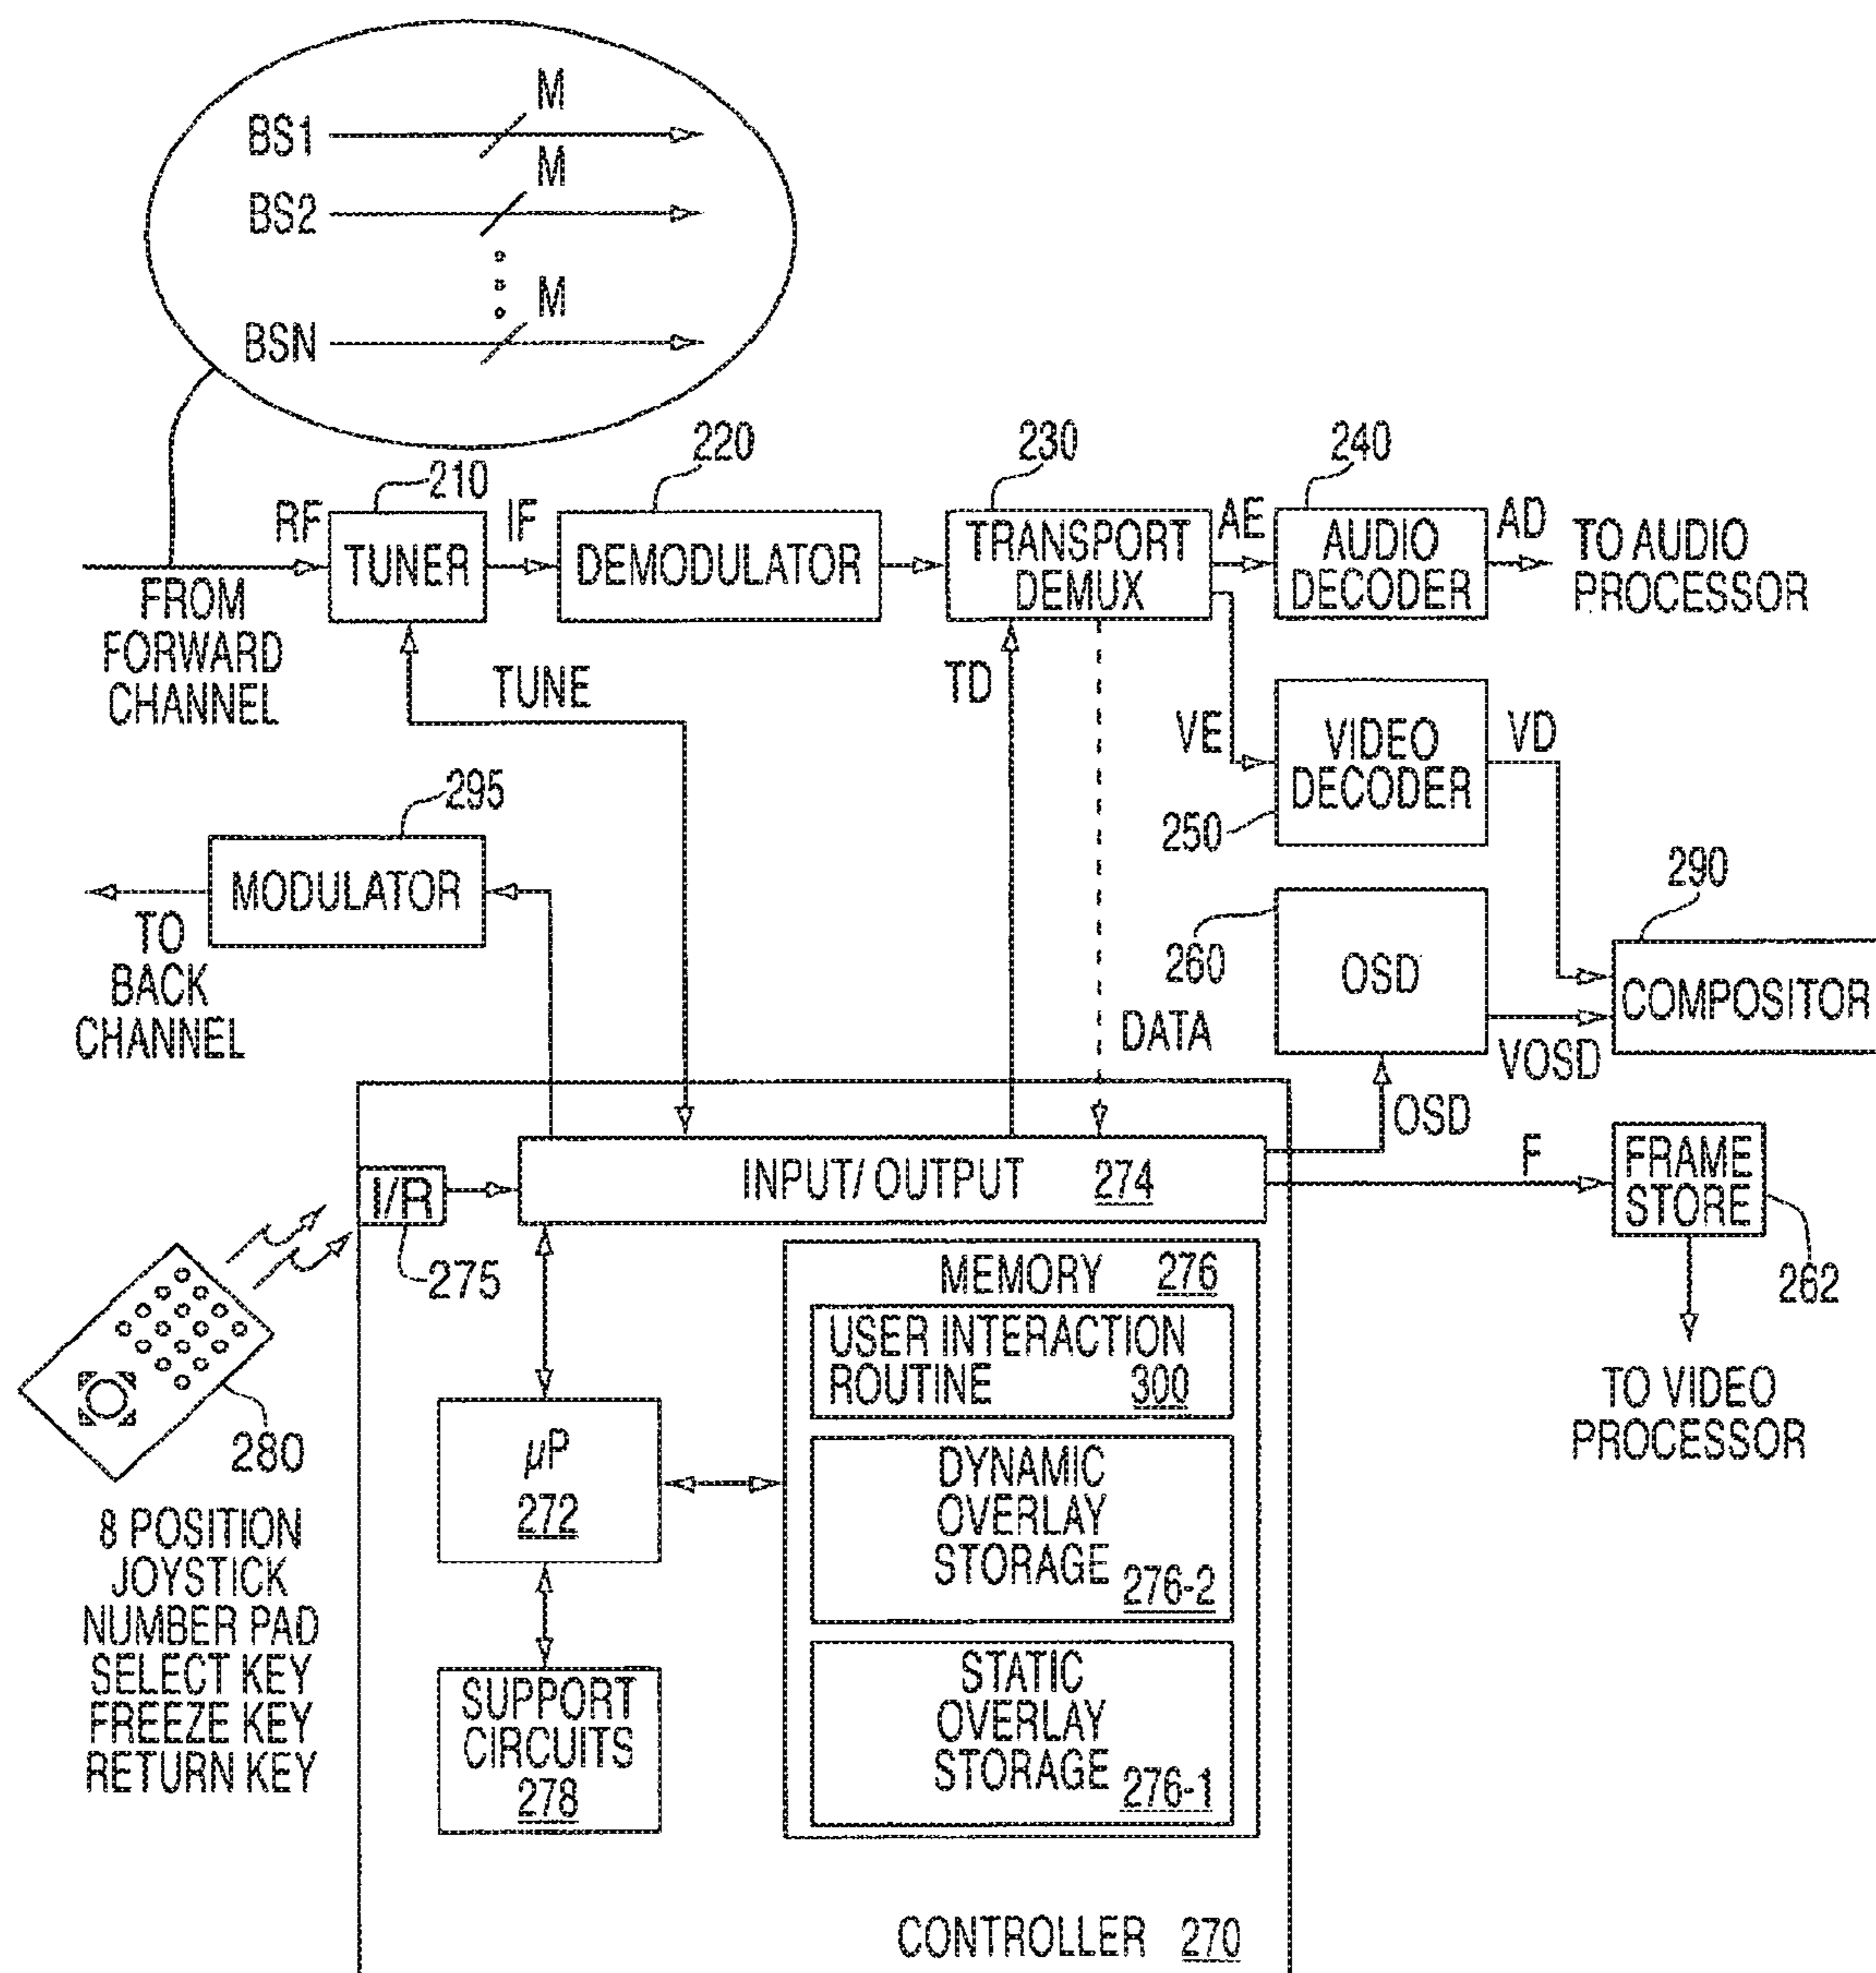 M
BS1
M
BS2
M
BSN
220
230
240
210
RF
IF
AE
AD
TUNER
DEMODULATOR
TRANSPORT
DEMUX
AUDIO
DECODER
TO AUDIO
PROCESSOR
FROM
FORWARD
CHANNEL
TUNE
TD
VE
VIDEO
DECODER
VD
250
295
MODULATOR
290
TO
BACK
CHANNEL
260
OSD
COMPOSITOR
DATA
VOSD
OSD
I/R
INPUT/ OUTPUT 274
F
FRAME
STORE
275
262
MEMORY 276
USER INTERACTION
ROUTINE 300
TO VIDEO
PROCESSOR
280
µP
272
DYNAMIC
OVERLAY
STORAGE 276-2
8 POSITION
JOYSTICK
NUMBER PAD
SELECT KEY
FREEZE KEY
RETURN KEY
SUPPORT
CIRCUITS
278
STATIC
OVERLAY
STORAGE 276-1
CONTROLLER 270